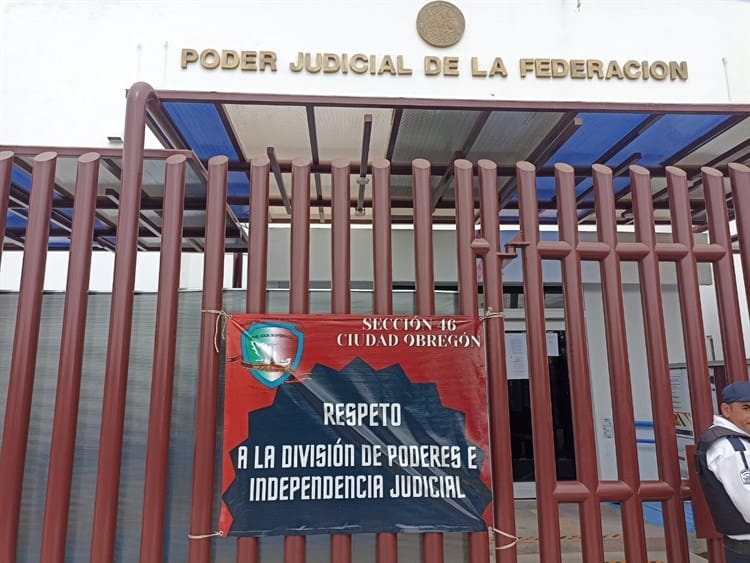 PODER JUDICIAL DE LA FEDERACION
SECCIÓN 46
CIUDAD OBREGÓN
RESPETO
A LA DIVISIÓN DE PODERES E
INDEPENDENCIA JUDICIAL